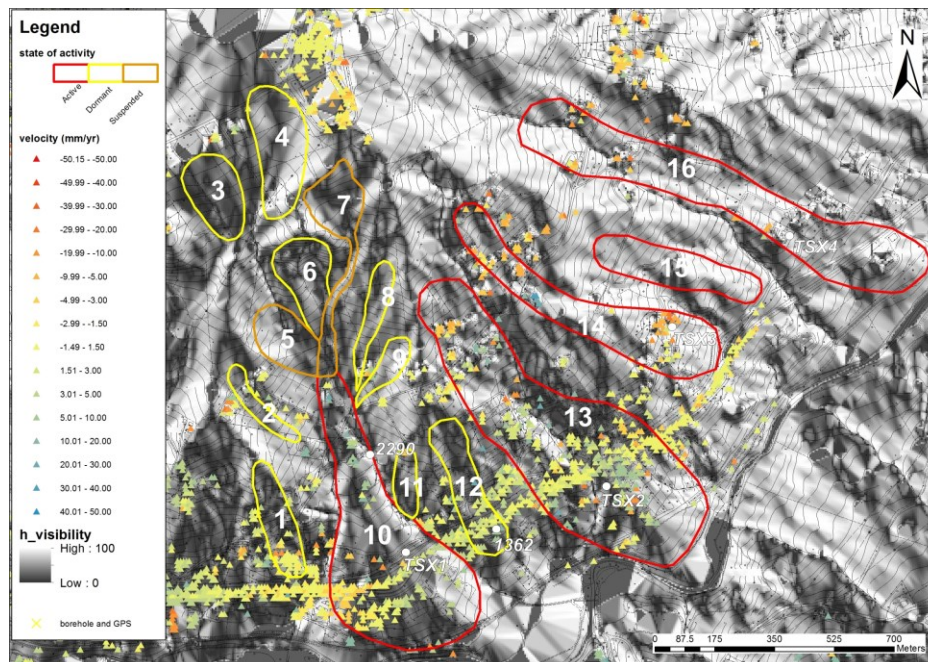 Legend
state of activity
Active
Dormant
Suspended
velocity (mm/yr)
-50.15 - -50.00
-49.99 - -40.00
-39.99 - -30.00
-29.99 - -20.00
-19.99 - -10.00
-9.99 - -5.00
-4.99 - -3.00
-2.99 - -1.50
-1.49 - 1.50
1.51 - 3.00
3.01 - 5.00
5.01 - 10.00
10.01 - 20.00
20.01 - 30.00
30.01 - 40.00
40.01 - 50.00
h_visibility
High : 100
Low : 0
borehole and GPS
N
4
3
7
16
TSX4
6
15
8
5
14
TSX3
9
2
13
2290
11
12
TSX2
1
10
1362
TSX1
0 87.5 175 350 525 700
Meters